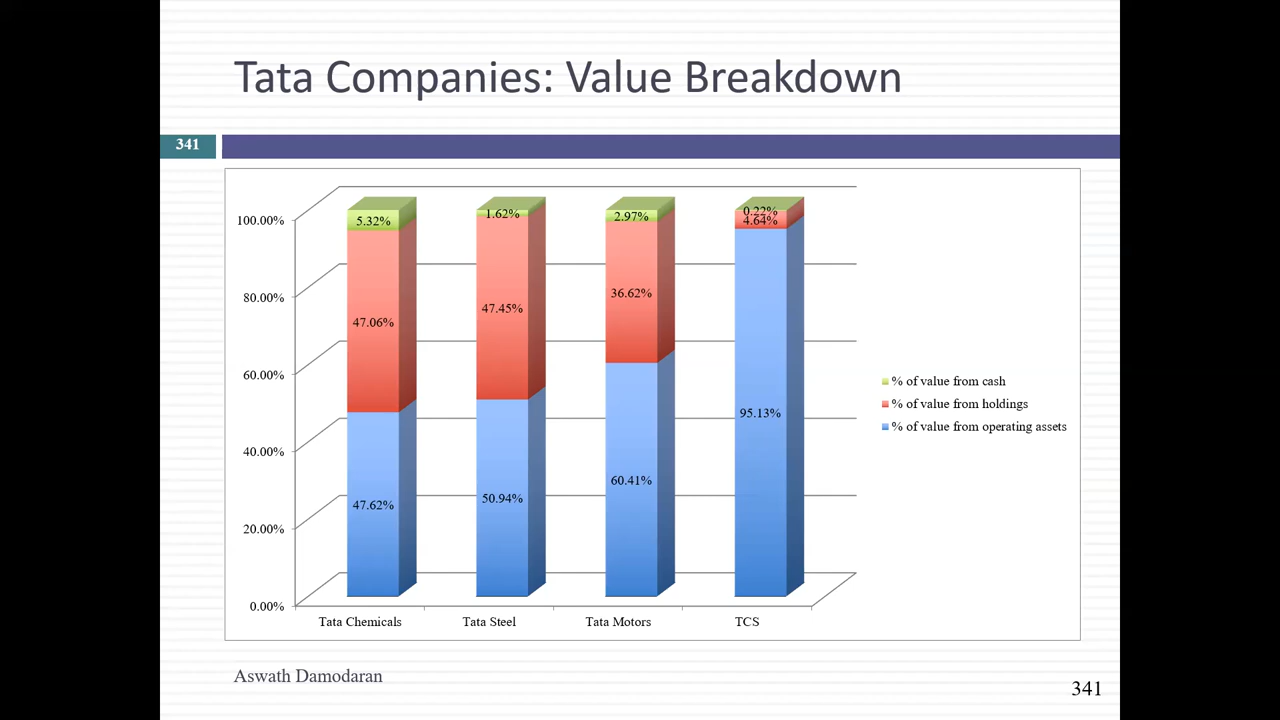 Tata Companies: Value Breakdown
341
100.00%
80.00%
60.00%
40.00%
20.00%
0.00%
5.32%
47.06%
47.62%
1.62%
47.45%
50.94%
2.97%
36.62%
60.41%
0.22%
4.64%
95.13%
Tata Chemicals
Tata Steel
Tata Motors
TCS
% of value from cash
% of value from holdings
% of value from operating assets
Aswath Damodaran
341